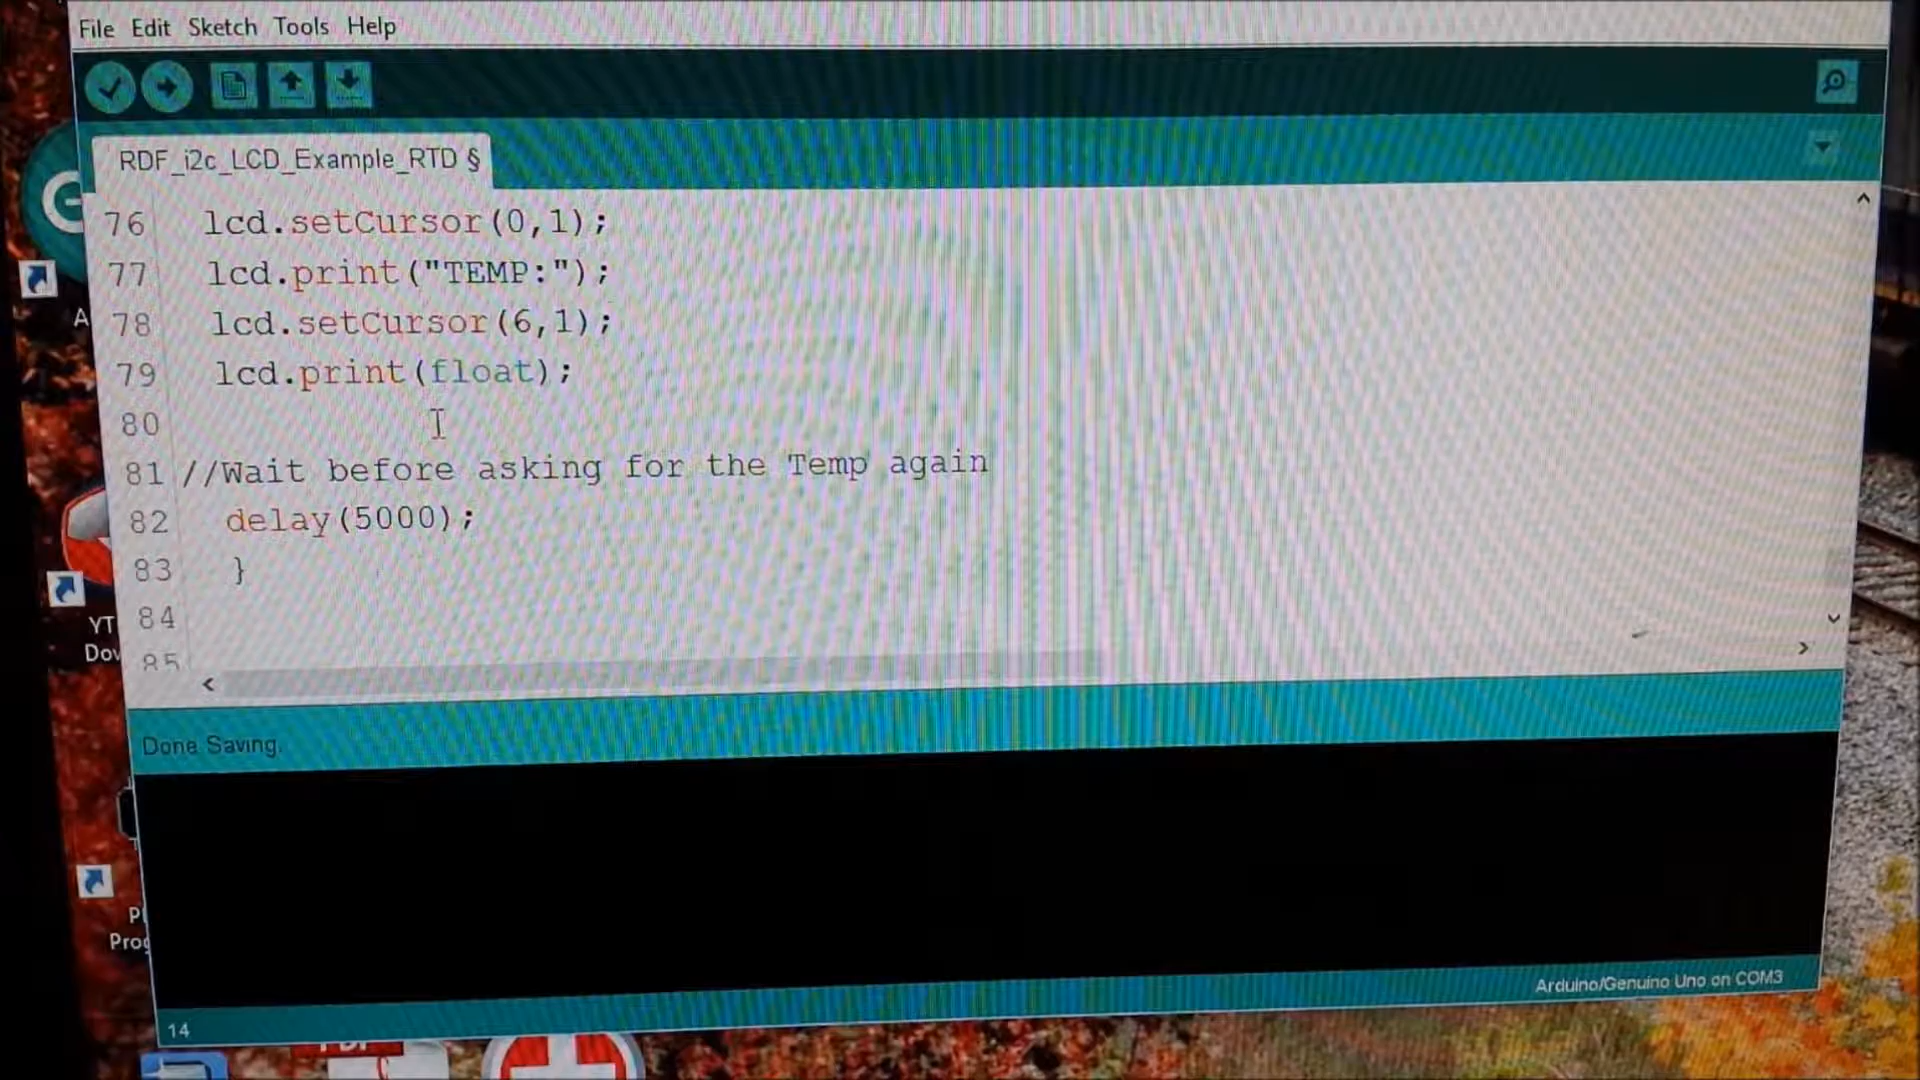 File Edit Sketch Tools Help
RDF_i2c_LCD_Example_RTD §
76 lcd.setCursor(0,1);
77 lcd.print("TEMP:");
78 lcd.setCursor(6,1);
79 lcd.print(float);
80
81 //Wait before asking for the Temp again
82 delay(5000);
83 }
84
85
A
YT
Dov
Done Saving.
Prog
Arduino/Genuino Uno on COM3
14